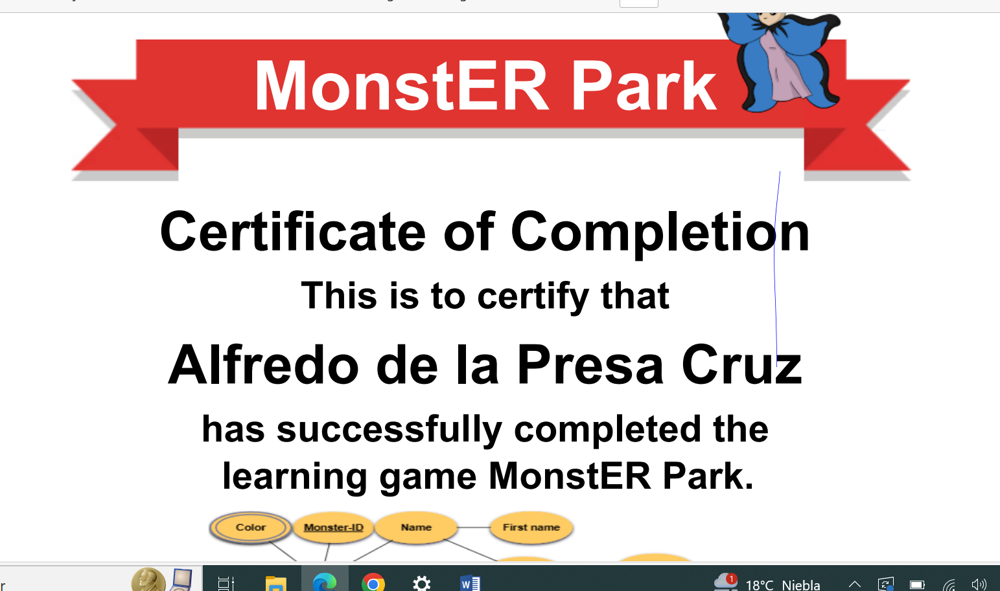 MonstER Park
Certificate of Completion
This is to certify that
Alfredo de la Presa Cruz
has successfully completed the
learning game MonstER Park.
Color Monster-ID Name First name
r 1 18°C Niebla